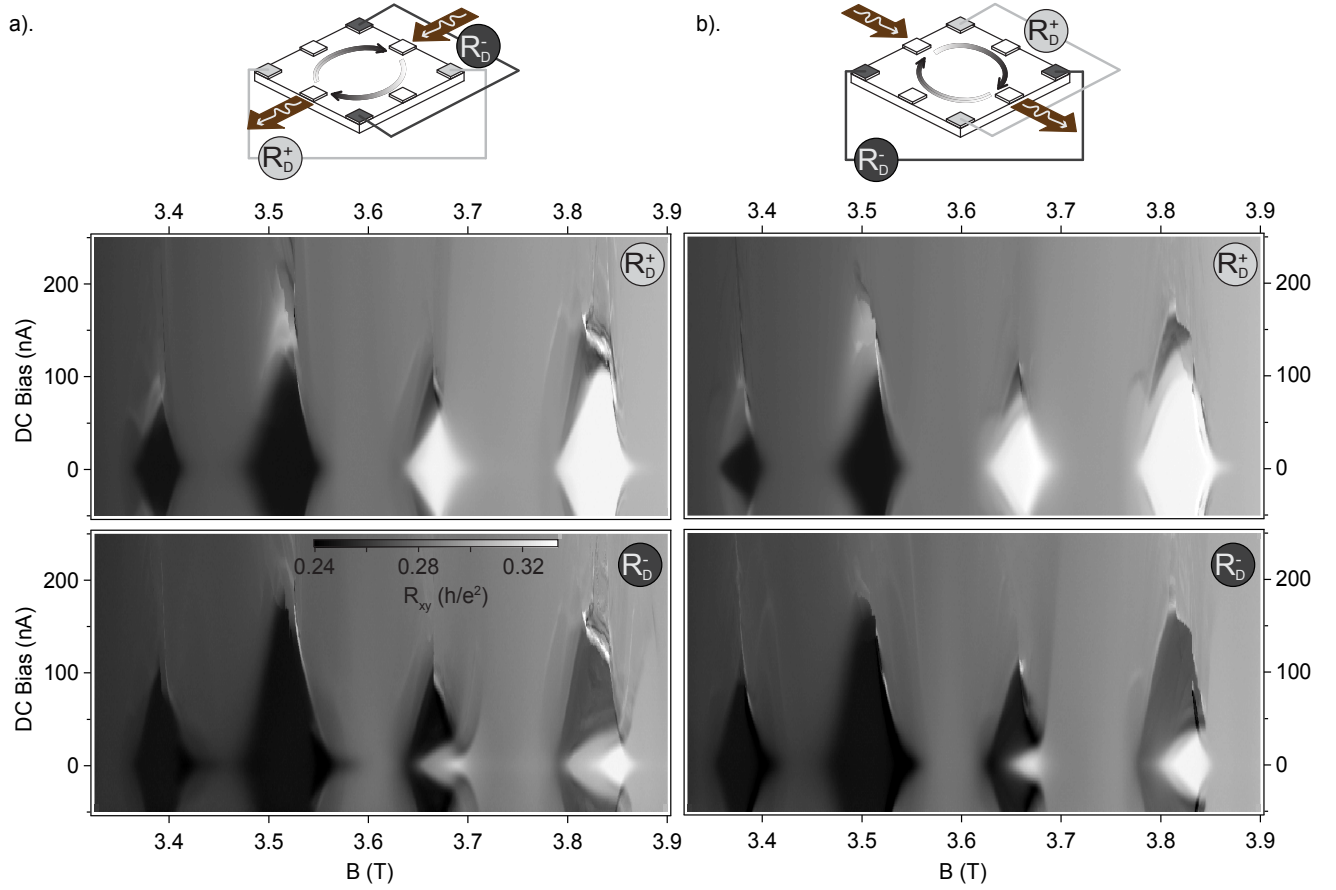 a).
R_D^-
R_D^+
b).
R_D^+
R_D^-
3.4 3.5 3.6 3.7 3.8 3.9
3.4 3.5 3.6 3.7 3.8 3.9
DC Bias (nA)
200
100
0
R_D^+
R_D^+
200
100
0
DC Bias (nA)
200
100
0
0.24 0.28 0.32
R_xy (h/e²)
R_D^-
R_D^-
200
100
0
3.4 3.5 3.6 3.7 3.8 3.9
B (T)
3.4 3.5 3.6 3.7 3.8 3.9
B (T)